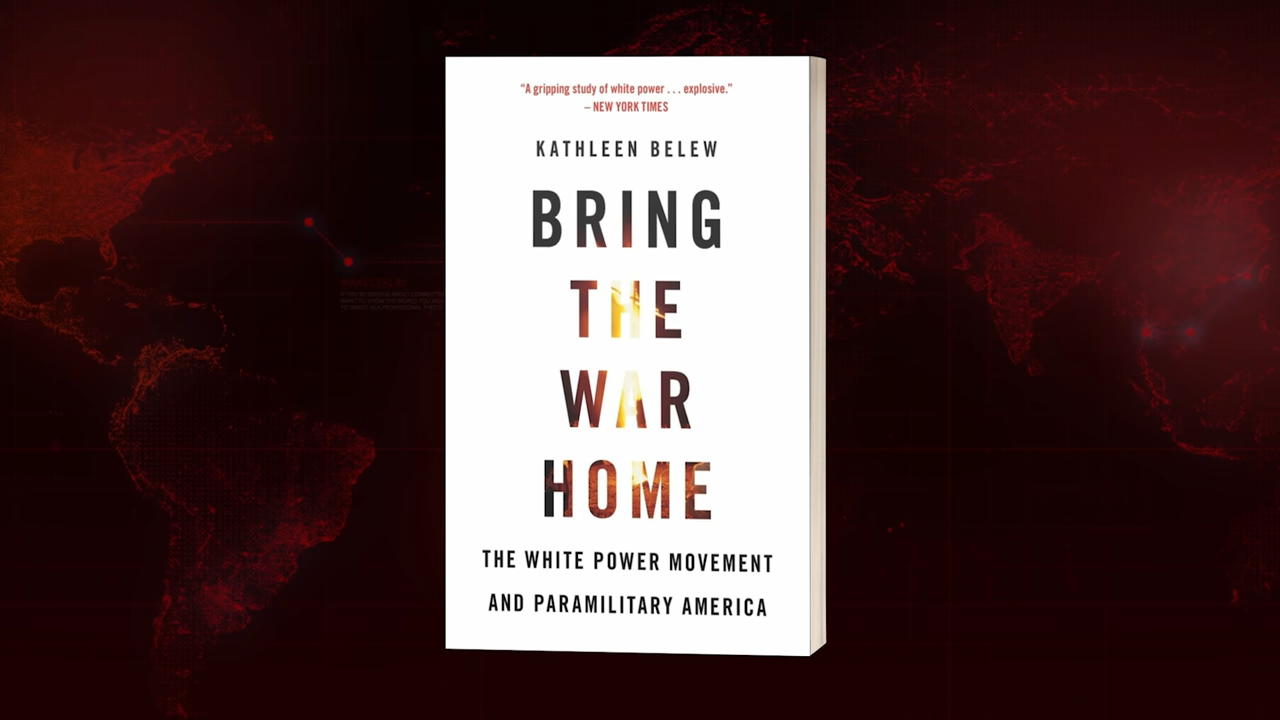 “A gripping study of white power . . . explosive.”
– NEW YORK TIMES
KATHLEEN BELEW
BRING
THE
WAR
HOME
THE WHITE POWER MOVEMENT
AND PARAMILITARY AMERICA